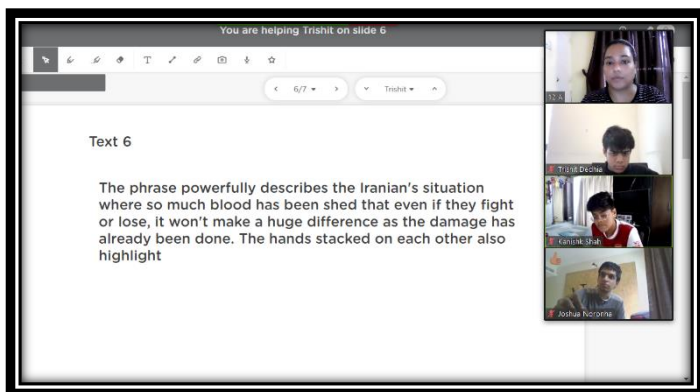 You are helping Trishit on slide 6
T
6/7
Trishit
Text 6
The phrase powerfully describes the Iranian's situation
where so much blood has been shed that even if they fight
or lose, it won't make a huge difference as the damage has
already been done. The hands stacked on each other also
highlight
12 A
Trishit Dedhia
Kanishk Shah
Joshua Noronha